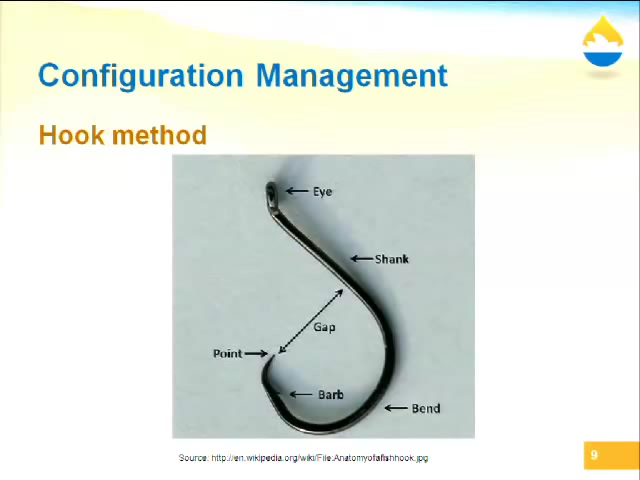 Configuration Management
Hook method
Eye
Shank
Gap
Point
Barb
Bend
Source: http://en.wikipedia.org/wiki/File:Anatomyofafishhook.jpg
9